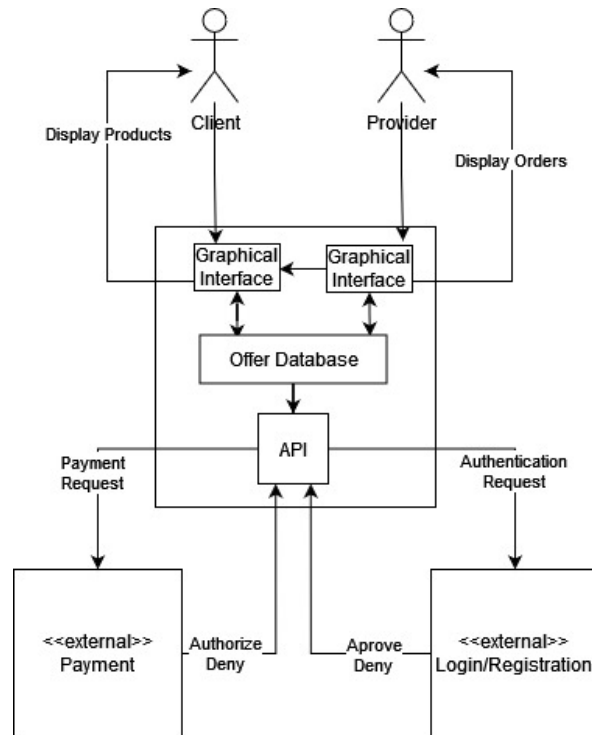 Client
Provider
Display Products
Display Orders
Graphical
Interface
Graphical
Interface
Offer Database
API
Payment
Request
Authentication
Request
<<external>>
Payment
Authorize
Deny
Aprove
Deny
<<external>>
Login/Registration